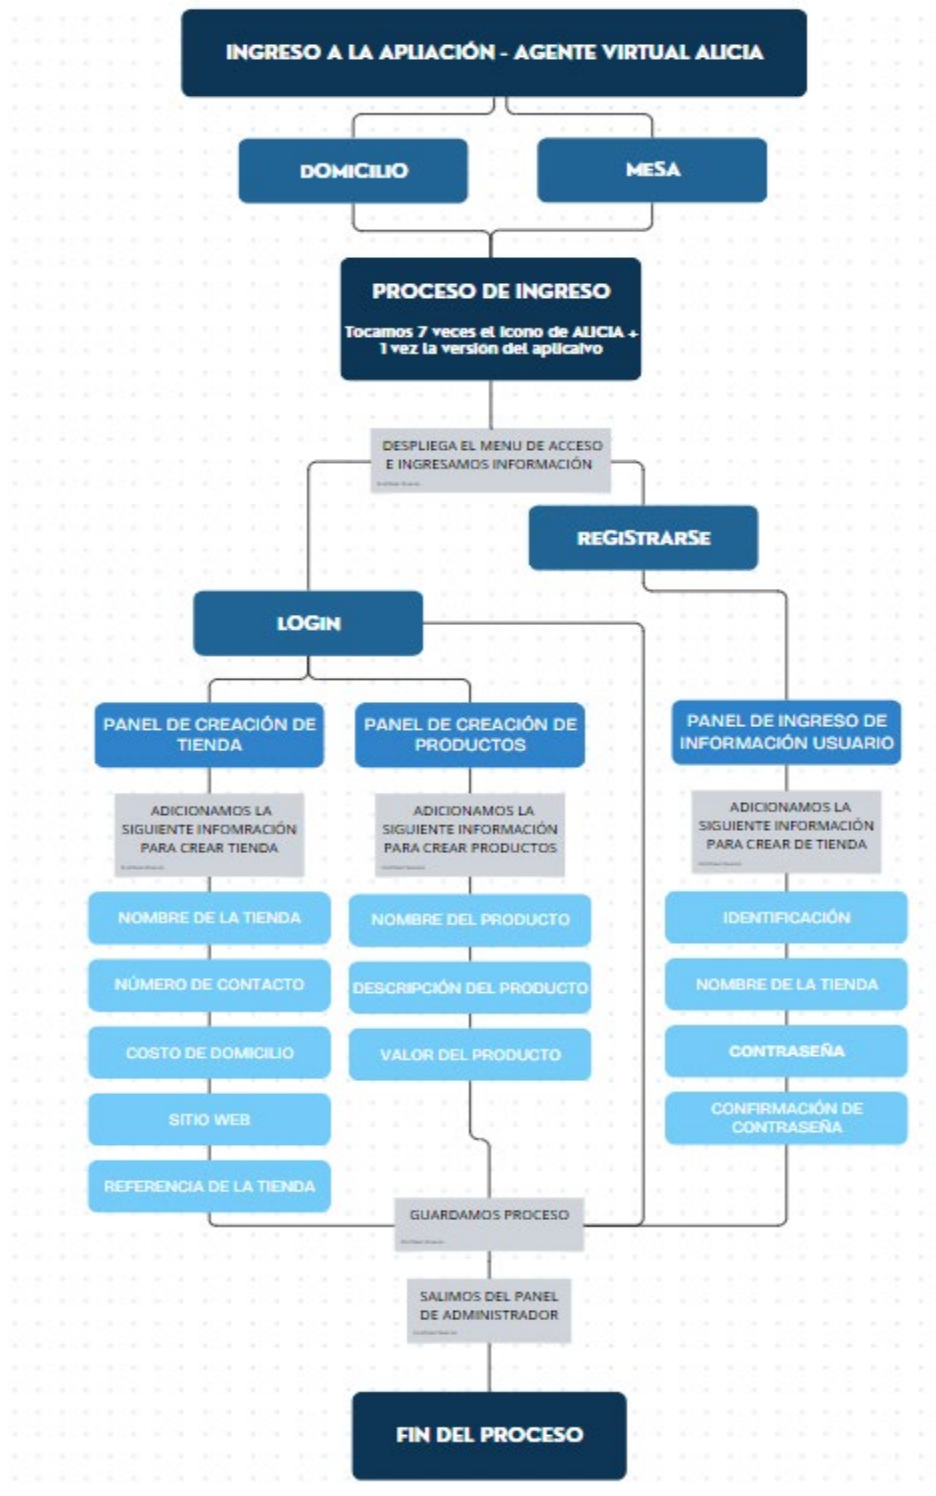 INGRESO A LA APLIACIÓN - AGENTE VIRTUAL ALICIA
DOMICILIO
MESA
PROCESO DE INGRESO
Tocamos 7 veces el icono de ALICIA +
1 vez la versión del aplicaivo
DESPLIEGA EL MENU DE ACCESO
E INGRESAMOS INFORMACIÓN
REGISTRARSE
LOGIN
PANEL DE CREACIÓN DE
TIENDA
PANEL DE CREACIÓN DE
PRODUCTOS
PANEL DE INGRESO DE
INFORMACIÓN USUARIO
ADICIONAMOS LA
SIGUIENTE INFOMRACIÓN
PARA CREAR TIENDA
ADICIONAMOS LA
SIGUIENTE INFORMACIÓN
PARA CREAR PRODUCTOS
ADICIONAMOS LA
SIGUIENTE INFORMACIÓN
PARA CREAR DE TIENDA
NOMBRE DE LA TIENDA
NÚMERO DE CONTACTO
COSTO DE DOMICILIO
SITIO WEB
REFERENCIA DE LA TIENDA
NOMBRE DEL PRODUCTO
DESCRIPCIÓN DEL PRODUCTO
VALOR DEL PRODUCTO
IDENTIFICACIÓN
NOMBRE DE LA TIENDA
CONTRASEÑA
CONFIRMACIÓN DE
CONTRASEÑA
GUARDAMOS PROCESO
SALIMOS DEL PANEL
DE ADMINISTRADOR
FIN DEL PROCESO